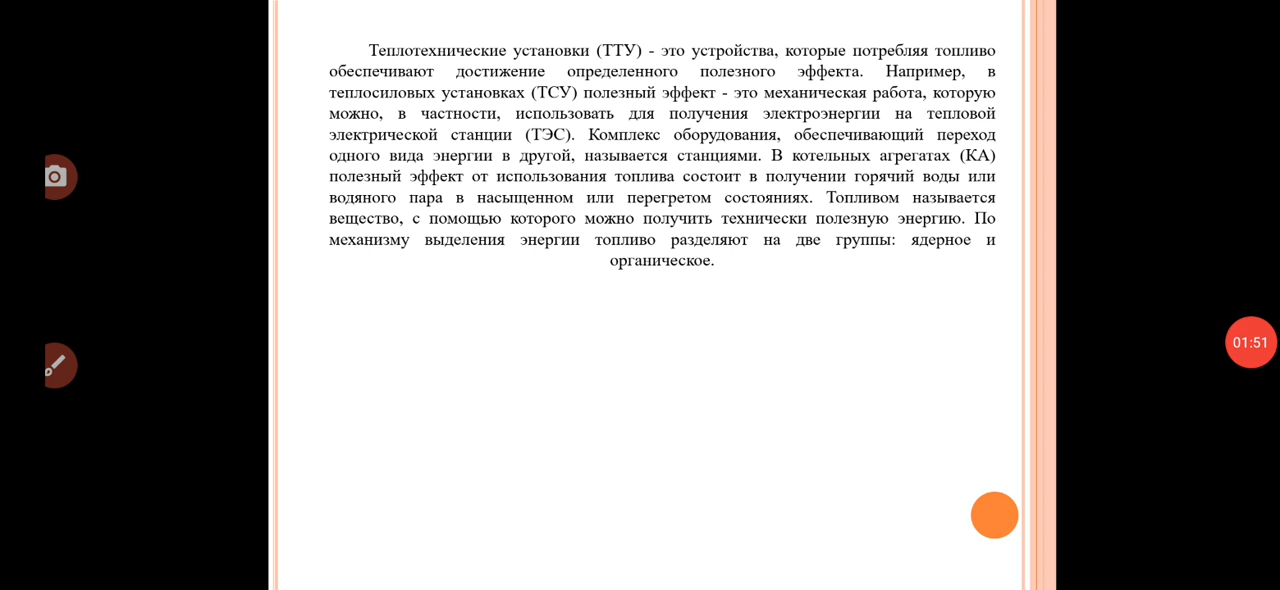 Теплотехнические установки (ТТУ) - это устройства, которые потребляя топливо
обеспечивают достижение определенного полезного эффекта. Например, в
теплосиловых установках (ТСУ) полезный эффект - это механическая работа, которую
можно, в частности, использовать для получения электроэнергии на тепловой
электрической станции (ТЭС). Комплекс оборудования, обеспечивающий переход
одного вида энергии в другой, называется станциями. В котельных агрегатах (КА)
полезный эффект от использования топлива состоит в получении горячий воды или
водяного пара в насыщенном или перегретом состояниях. Топливом называется
вещество, с помощью которого можно получить технически полезную энергию. По
механизму выделения энергии топливо разделяют на две группы: ядерное и
органическое.
01:51